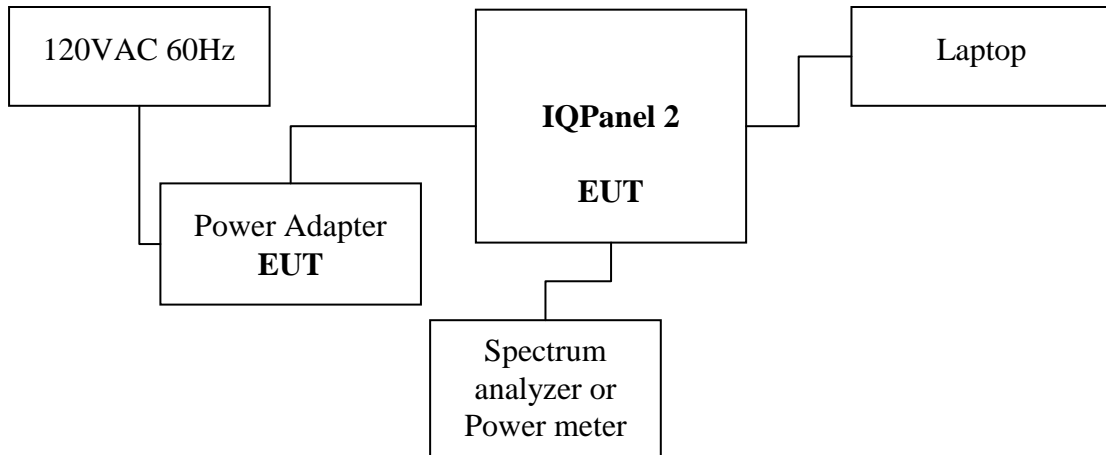 120VAC 60Hz
IQPanel 2
EUT
Laptop
Power Adapter
EUT
Spectrum
analyzer or
Power meter